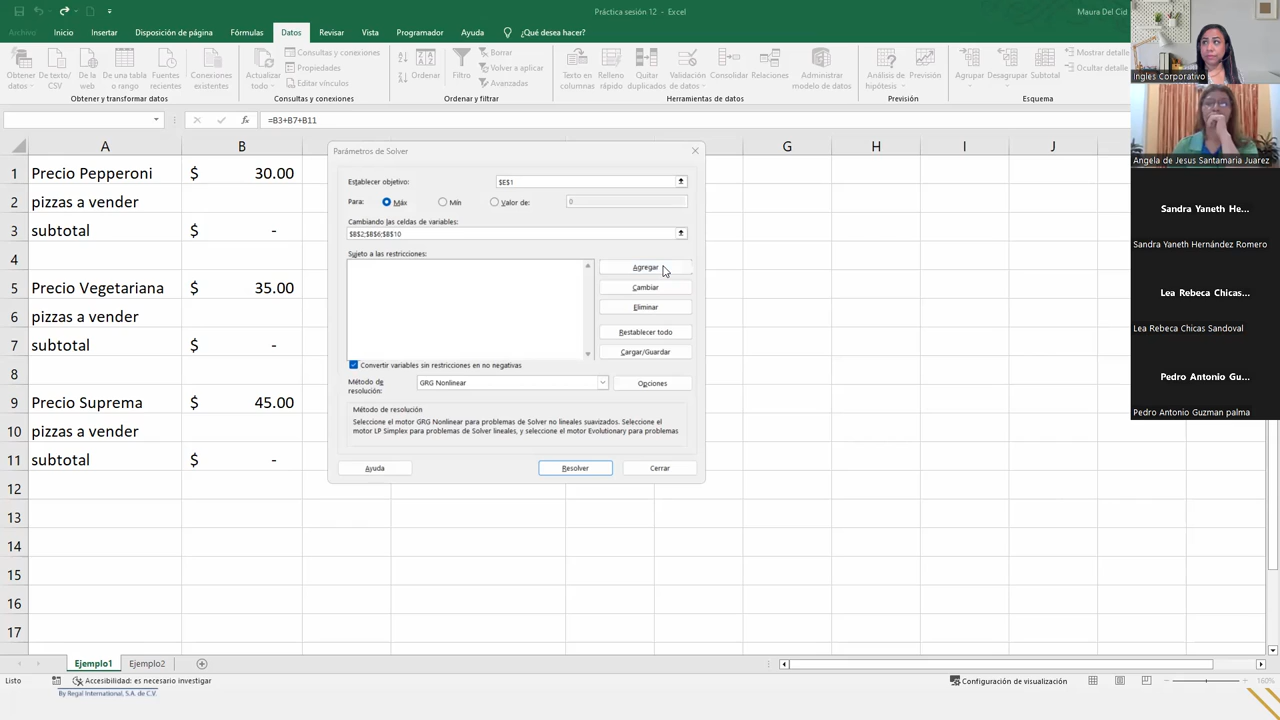 Práctica sesión 12 - Excel
Maura Del Cid
Archivo Inicio Insertar Disposición de página Fórmulas Datos Revisar Vista Programador Ayuda ¿Qué desea hacer?
Obtener datos
De texto/CSV
De la web
De una tabla o rango
Fuentes recientes
Conexiones existentes
Actualizar todo
Consultas y conexiones
Propiedades
Editar vínculos
Ordenar
Filtro
Borrar
Volver a aplicar
Avanzadas
Texto en columnas
Relleno rápido
Quitar duplicados
Validación de datos
Consolidar
Relaciones
Administrar modelo de datos
Análisis de hipótesis
Previsión
Agrupar
Desagrupar
Subtotal
Mostrar detalle
Ocultar detalle
Obtener y transformar datos
Consultas y conexiones
Ordenar y filtrar
Herramientas de datos
Previsión
Esquema
fx =B3+B7+B11
A B G H I J
1 Precio Pepperoni $ 30.00
2 pizzas a vender
3 subtotal $ -
4
5 Precio Vegetariana $ 35.00
6 pizzas a vender
7 subtotal $ -
8
9 Precio Suprema $ 45.00
10 pizzas a vender
11 subtotal $ -
12
13
14
15
16
17
Parámetros de Solver
Establecer objetivo: $E$1
Para: Máx Mín Valor de: 0
Cambiando las celdas de variables:
$B$2;$B$6;$B$10
Sujeto a las restricciones:
Agregar
Cambiar
Eliminar
Restablecer todo
Cargar/Guardar
Convertir variables sin restricciones en no negativas
Método de resolución: GRG Nonlinear Opciones
Método de resolución
Seleccione el motor GRG Nonlinear para problemas de Solver no lineales suavizados. Seleccione el
motor LP Simplex para problemas de Solver lineales, y seleccione el motor Evolutionary para problemas
Ayuda Resolver Cerrar
Ingles Corporativo
Angela de Jesus Santamaria Juarez
Sandra Yaneth He...
Sandra Yaneth Hernández Romero
Lea Rebeca Chicas...
Lea Rebeca Chicas Sandoval
Pedro Antonio Gu...
Pedro Antonio Guzman palma
Ejemplo1 Ejemplo2
Listo Accesibilidad: es necesario investigar Configuración de visualización 160%
By Regal International, S.A. de C.V.